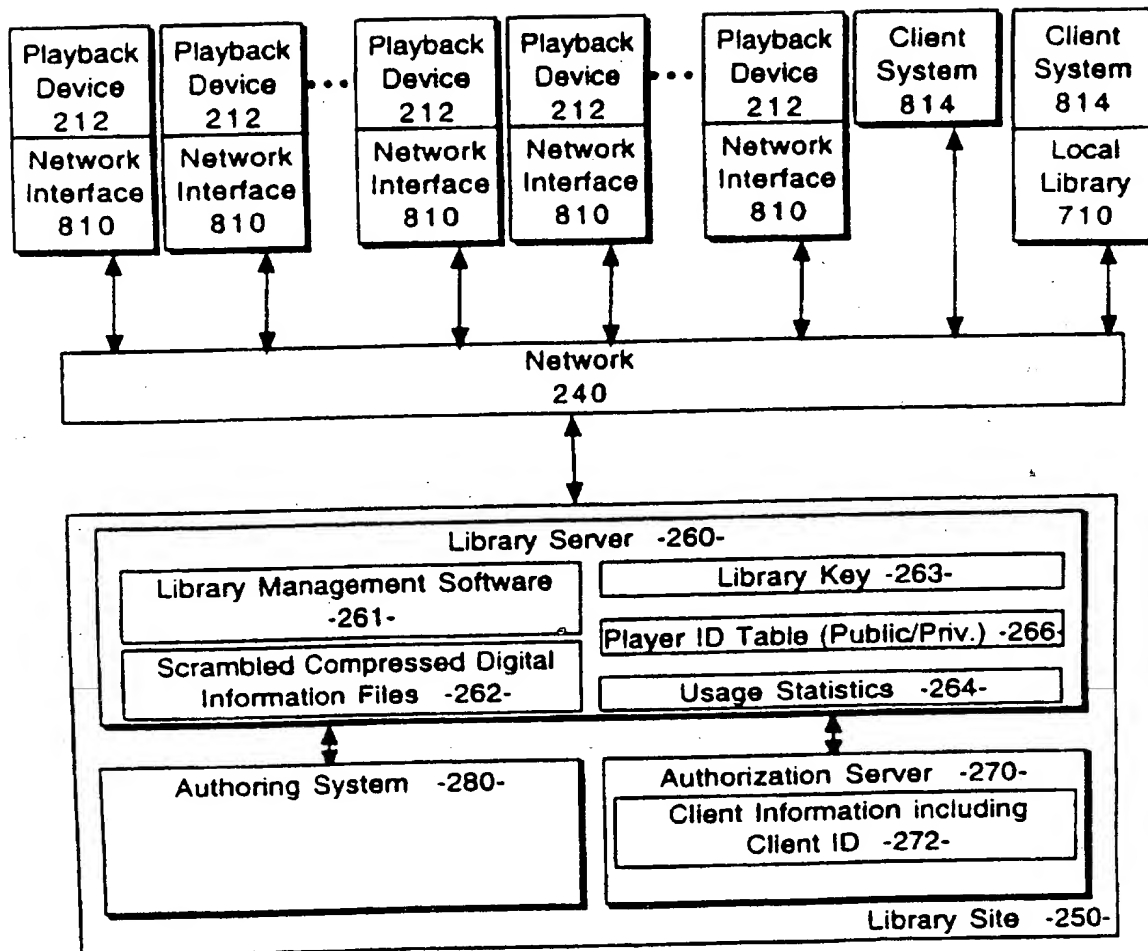 Playback Device 212
Network Interface 810
Playback Device 212
Network Interface 810
Playback Device 212
Network Interface 810
Playback Device 212
Network Interface 810
Playback Device 212
Network Interface 810
Client System 814
Client System 814
Local Library 710
Network
240
Library Server -260-
Library Management Software
-261-
Scrambled Compressed Digital
Information Files -262-
Library Key -263-
Player ID Table (Public/Priv.) -266-
Usage Statistics -264-
Authoring System -280-
Authorization Server -270-
Client Information including
Client ID -272-
Library Site -250-